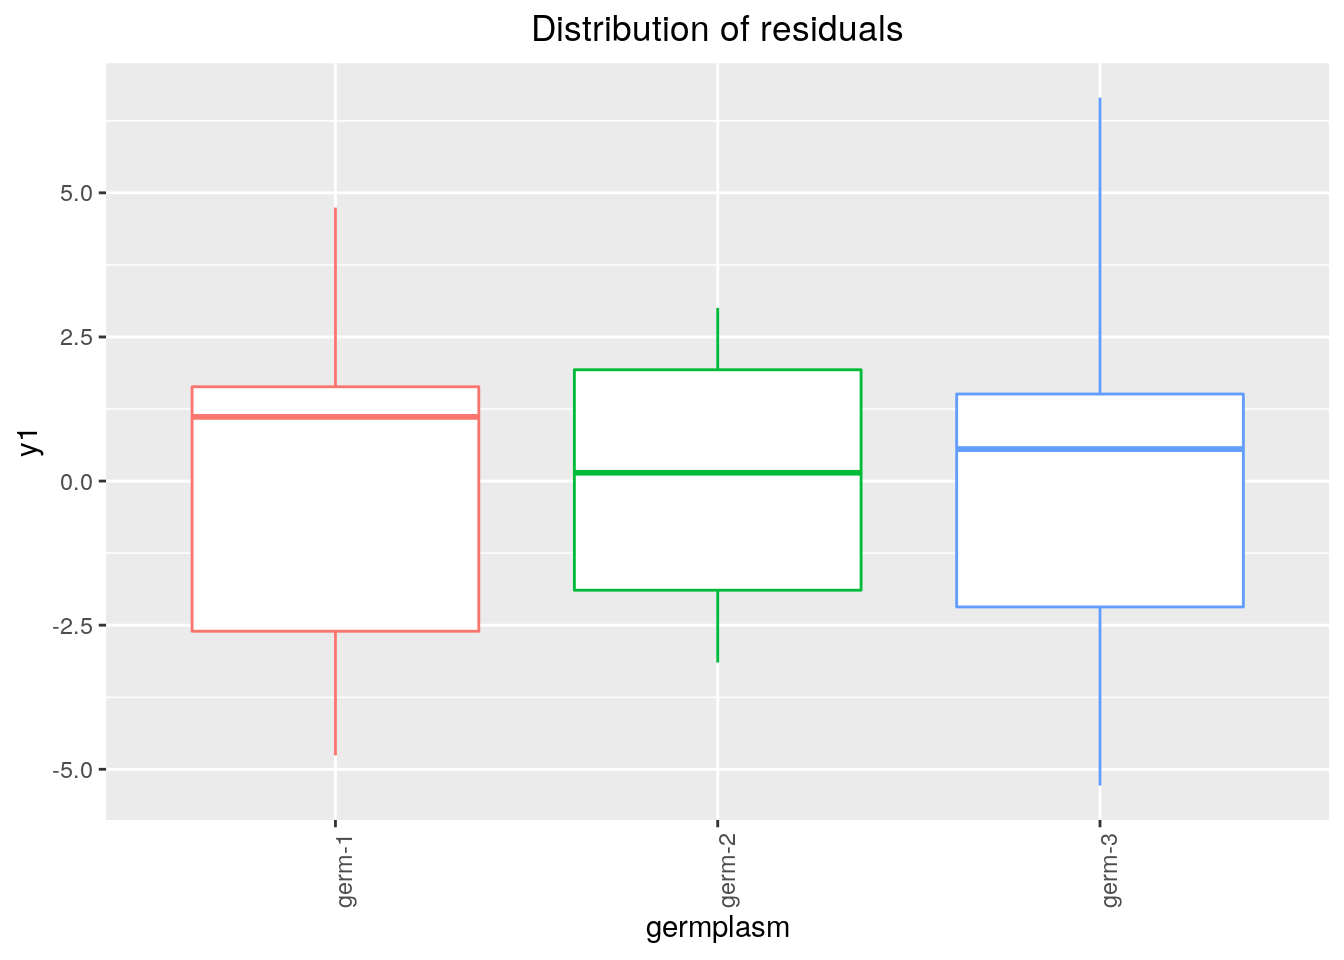 Distribution of residuals
y1
5.0
2.5
0.0
-2.5
-5.0
germ-1
germ-2
germ-3
germplasm